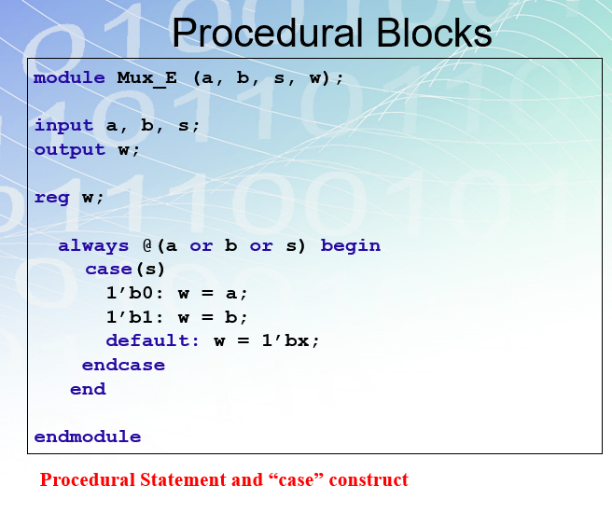 Procedural Blocks
module Mux_E (a, b, s, w);
input a, b, s;
output w;
reg w;
always @(a or b or s) begin
case(s)
1’b0: w = a;
1’b1: w = b;
default: w = 1’bx;
endcase
end
endmodule
Procedural Statement and “case” construct